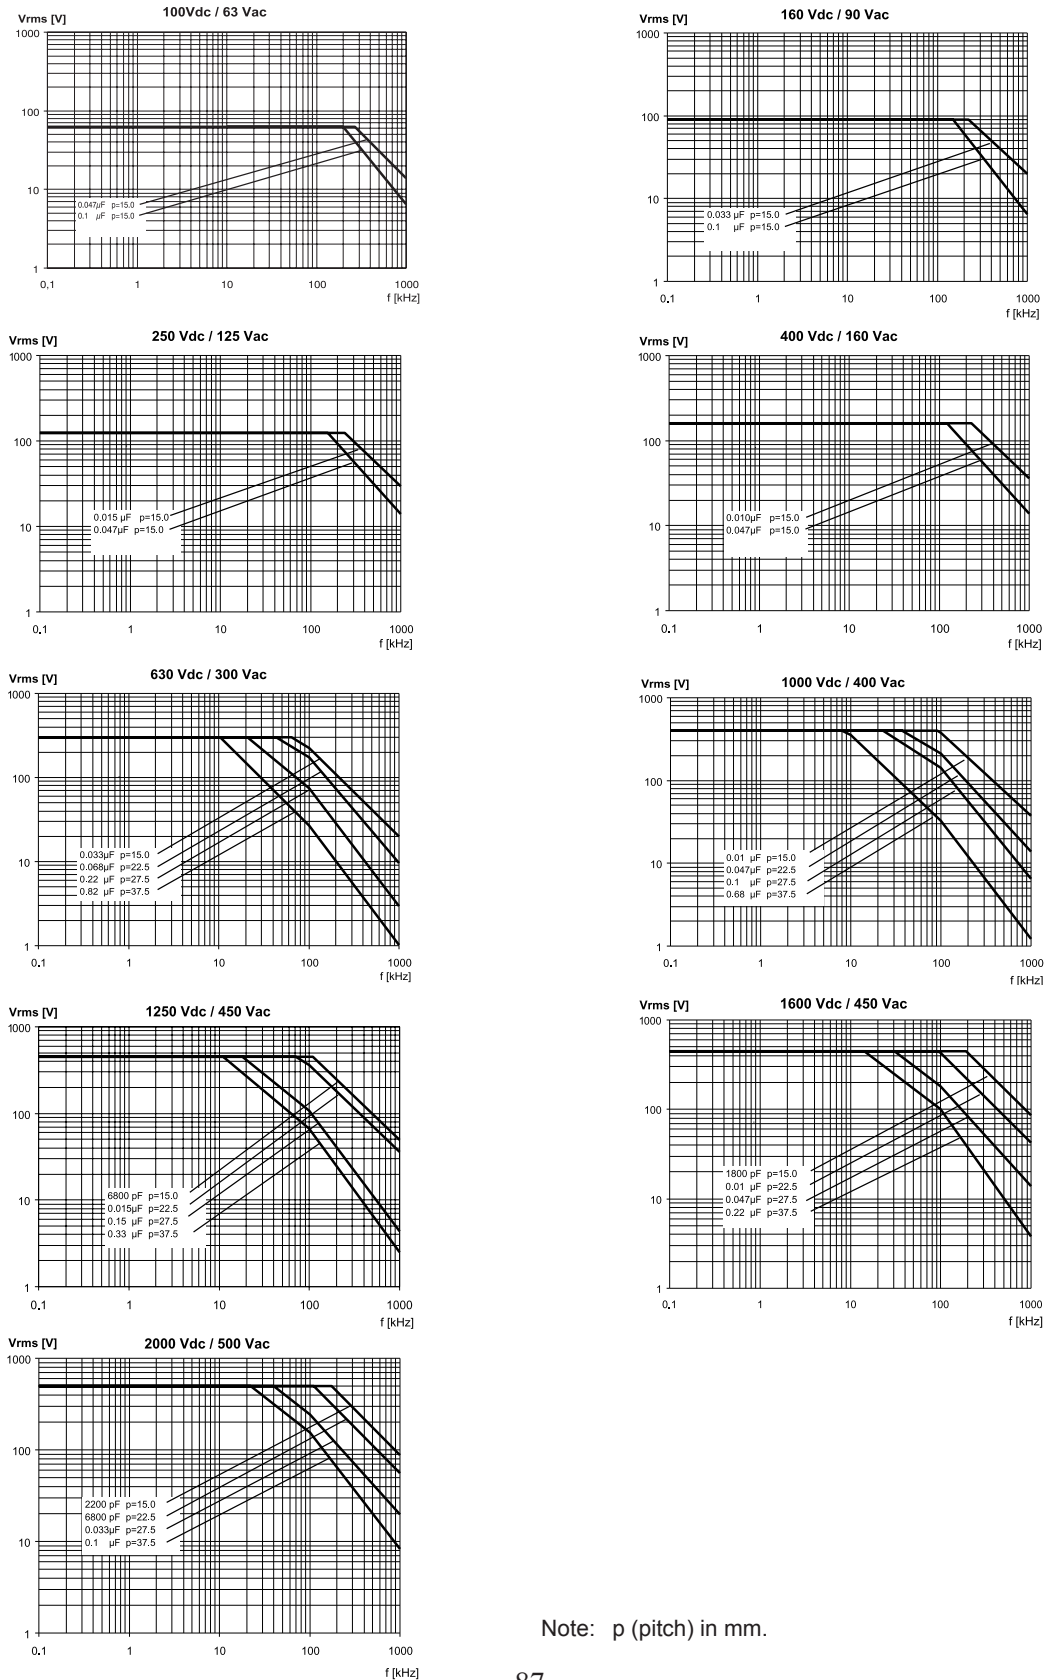 100Vdc / 63 Vac
Vrms [V]
1000
100
10
1
0.047µF p=15.0
0.1 µF p=15.0
0,1 1 10 100 1000
f [kHz]
160 Vdc / 90 Vac
Vrms [V]
1000
100
10
1
0.033 µF p=15.0
0.1 µF p=15.0
0.1 1 10 100 1000
f [kHz]
250 Vdc / 125 Vac
Vrms [V]
1000
100
10
1
0.015 µF p=15.0
0.047µF p=15.0
0.1 1 10 100 1000
f [kHz]
400 Vdc / 160 Vac
Vrms [V]
1000
100
10
1
0.010µF p=15.0
0.047µF p=15.0
0.1 1 10 100 1000
f [kHz]
630 Vdc / 300 Vac
Vrms [V]
1000
100
10
1
0.033µF p=15.0
0.068µF p=22.5
0.22 µF p=27.5
0.82 µF p=37.5
0.1 1 10 100 1000
f [kHz]
1000 Vdc / 400 Vac
Vrms [V]
1000
100
10
1
0.01 µF p=15.0
0.047µF p=22.5
0.1 µF p=27.5
0.68 µF p=37.5
0.1 1 10 100 1000
f [kHz]
1250 Vdc / 450 Vac
Vrms [V]
1000
100
10
1
6800 pF p=15.0
0.015µF p=22.5
0.15 µF p=27.5
0.33 µF p=37.5
0.1 1 10 100 1000
f [kHz]
1600 Vdc / 450 Vac
Vrms [V]
1000
100
10
1
1800 pF p=15.0
0.01 µF p=22.5
0.047µF p=27.5
0.22 µF p=37.5
0.1 1 10 100 1000
f [kHz]
2000 Vdc / 500 Vac
Vrms [V]
1000
100
10
1
2200 pF p=15.0
6800 pF p=22.5
0.033µF p=27.5
0.1 µF p=37.5
0.1 1 10 100 1000
f [kHz]
Note: p (pitch) in mm.